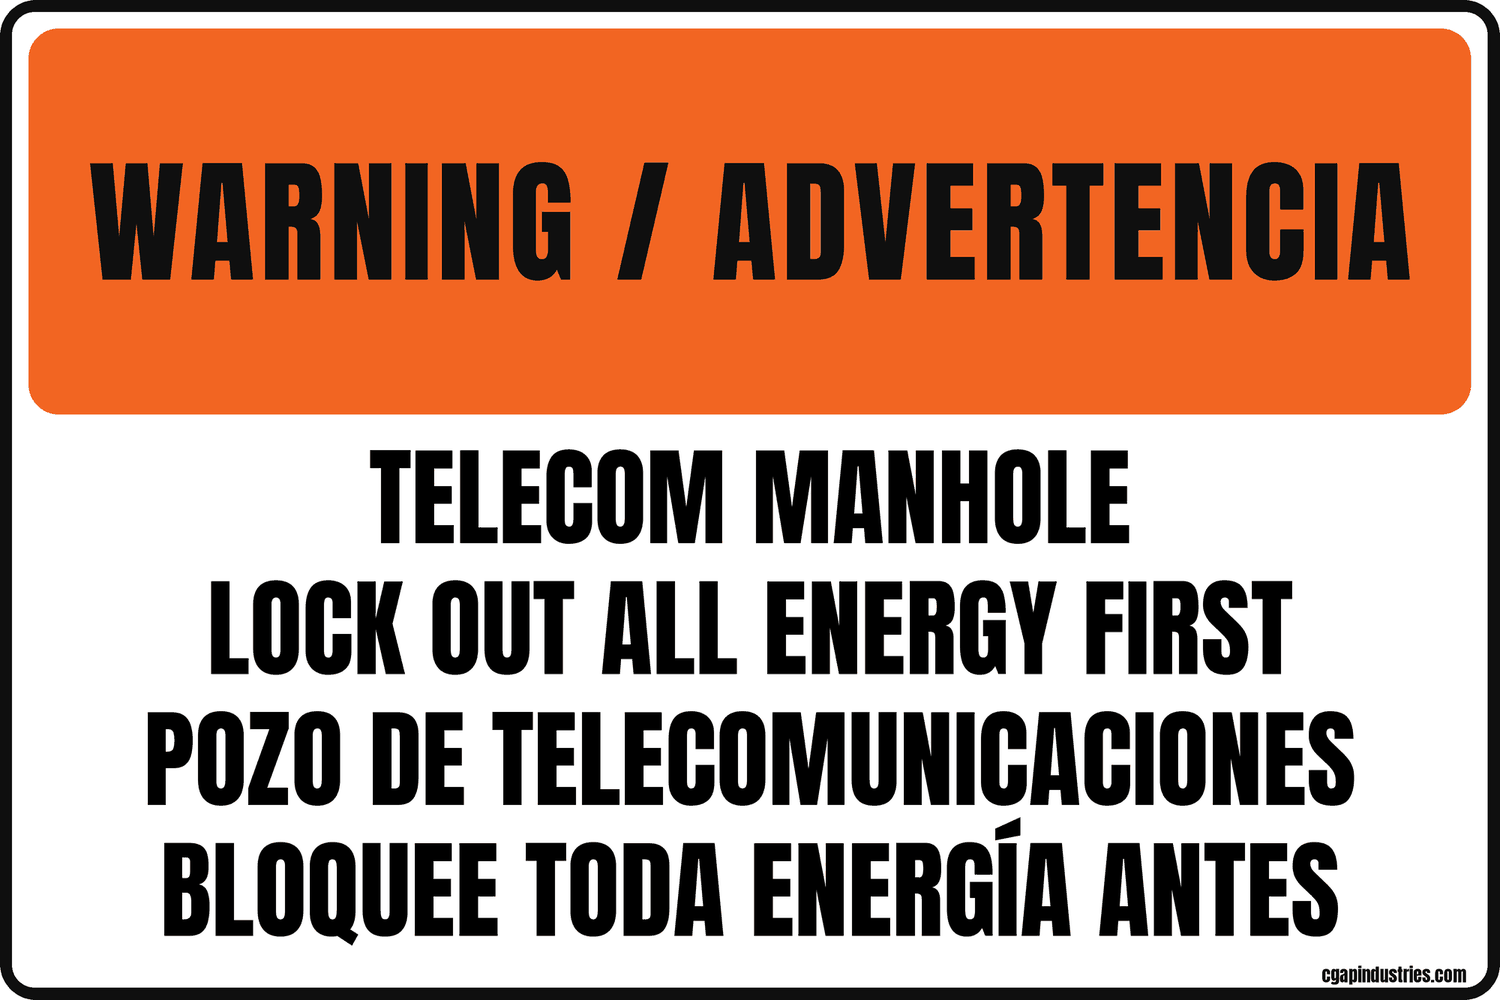 WARNING / ADVERTENCIA
TELECOM MANHOLE
LOCK OUT ALL ENERGY FIRST
POZO DE TELECOMUNICACIONES
BLOQUEE TODA ENERGÍA ANTES
cgapindustries.com